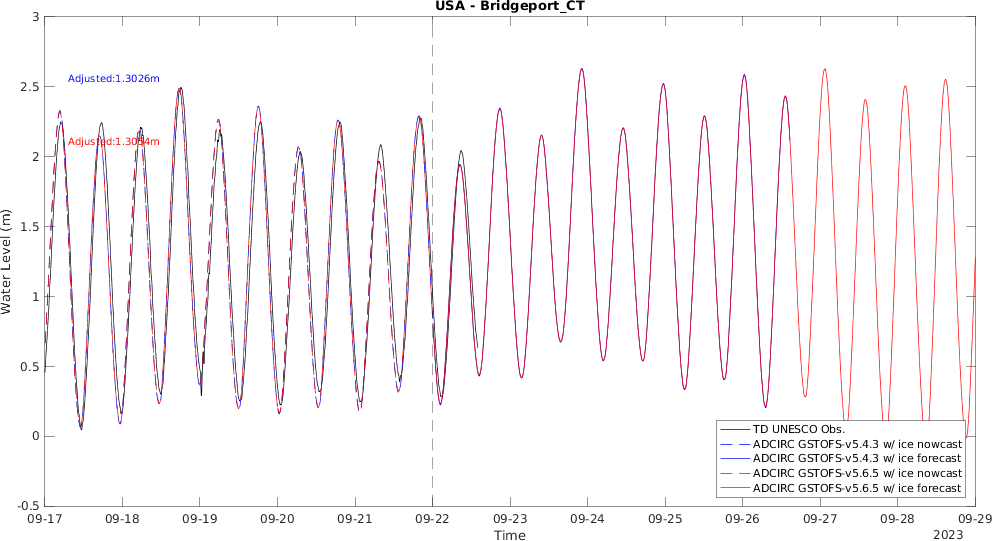 USA - Bridgeport_CT
3
2.5
2
1.5
1
0.5
0
-0.5
Water Level (m)
Adjusted:1.3026m
Adjusted:1.3054m
TD UNESCO Obs.
ADCIRC GSTOFS-v5.4.3 w/ ice nowcast
ADCIRC GSTOFS-v5.4.3 w/ ice forecast
ADCIRC GSTOFS-v5.6.5 w/ ice nowcast
ADCIRC GSTOFS-v5.6.5 w/ ice forecast
09-17 09-18 09-19 09-20 09-21 09-22 09-23 09-24 09-25 09-26 09-27 09-28 09-29
Time
2023